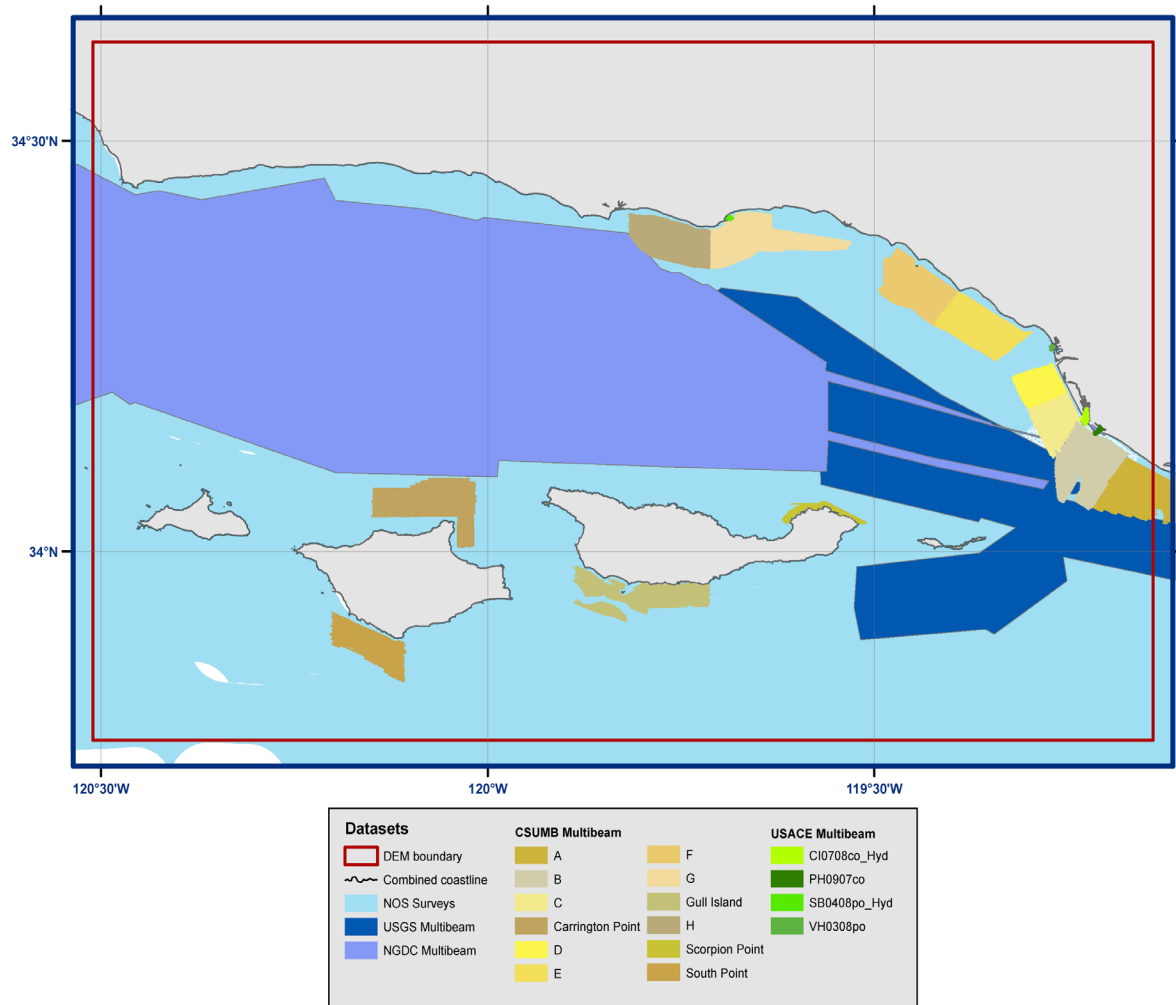 34°30'N
34°N
120°30'W
120°W
119°30'W
Datasets
DEM boundary
Combined coastline
NOS Surveys
USGS Multibeam
NGDC Multibeam
CSUMB Multibeam
A
B
C
Carrington Point
D
E
F
G
Gull Island
H
Scorpion Point
South Point
USACE Multibeam
CI0708co_Hyd
PH0907co
SB0408po_Hyd
VH0308po